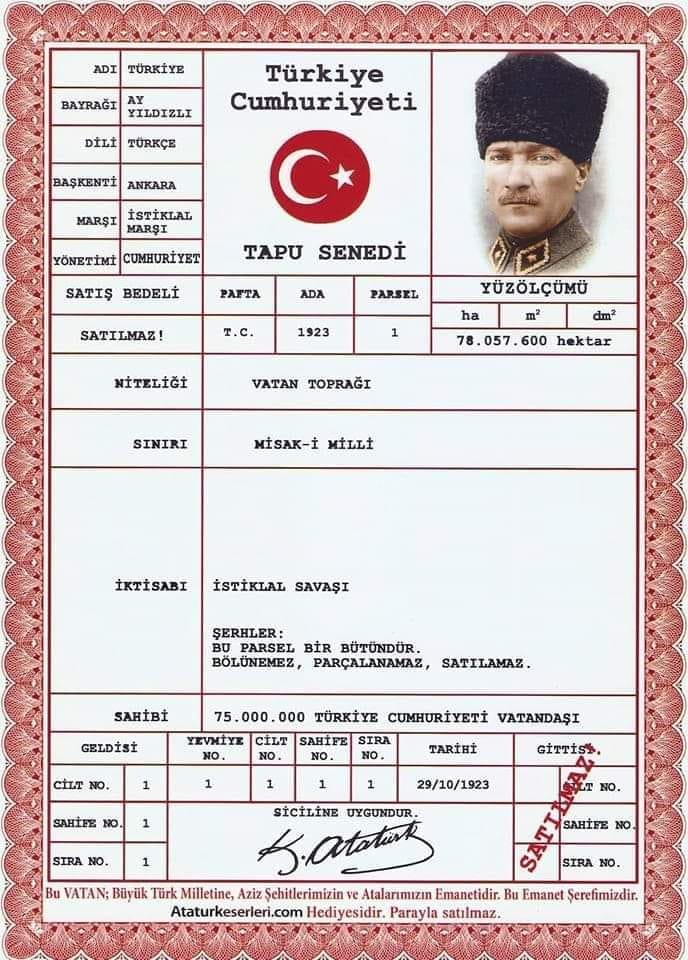 ADI TÜRKİYE
BAYRAĞI AY YILDIZLI
DİLİ TÜRKÇE
BAŞKENTİ ANKARA
MARŞI İSTİKLAL MARŞI
YÖNETİMİ CUMHURİYET
Türkiye
Cumhuriyeti
TAPU SENEDİ
SATIŞ BEDELİ PAFTA ADA PARSEL YÜZÖLÇÜMÜ
ha m² dm²
SATILMAZ! T.C. 1923 1 78.057.600 hektar
NİTELİĞİ VATAN TOPRAĞI
SINIRI MİSAK-İ MİLLİ
İKTİSABI İSTİKLAL SAVAŞI
ŞERHLER:
BU PARSEL BİR BÜTÜNDÜR.
BÖLÜNEMEZ, PARÇALANAMAZ, SATILAMAZ.
SAHİBİ 75.000.000 TÜRKİYE CUMHURİYETİ VATANDAŞI
GELDİSİ YEVMİYE NO. CİLT NO. SAHİFE NO. SIRA NO. TARİHİ GİTTİSİ
CİLT NO. 1 1 1 1 1 29/10/1923 CİLT NO.
SAHİFE NO. 1 SİCİLİNE UYGUNDUR. SAHİFE NO.
K. Atatürk
SIRA NO. 1 SIRA NO.
SATILMAZ!
Bu VATAN; Büyük Türk Milletine, Aziz Şehitlerimizin ve Atalarımızın Emanetidir. Bu Emanet Şerefimizdir.
Ataturkeserleri.com Hediyesidir. Parayla satılmaz.